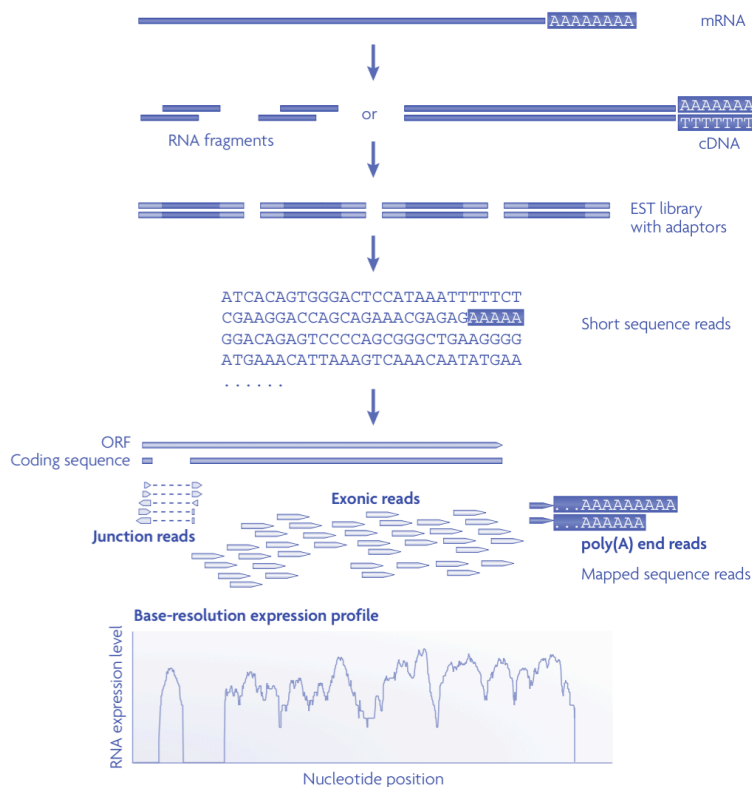 AAAAAAAA
mRNA
AAAAAAA
TTTTTTT
or
RNA fragments
cDNA
EST library
with adaptors
ATCACAGTGGGACTCCATAAATTTTTCT
CGAAGGACCAGCAGAAACGAGAGAAAAA
GGACAGAGTCCCCAGCGGGCTGAAGGGG
ATGAAACATTAAAGTCAAACAATATGAA
. . . . . .
Short sequence reads
ORF
Coding sequence
Junction reads
Exonic reads
...AAAAAAAAA
...AAAAAA
poly(A) end reads
Mapped sequence reads
Base-resolution expression profile
RNA expression level
Nucleotide position